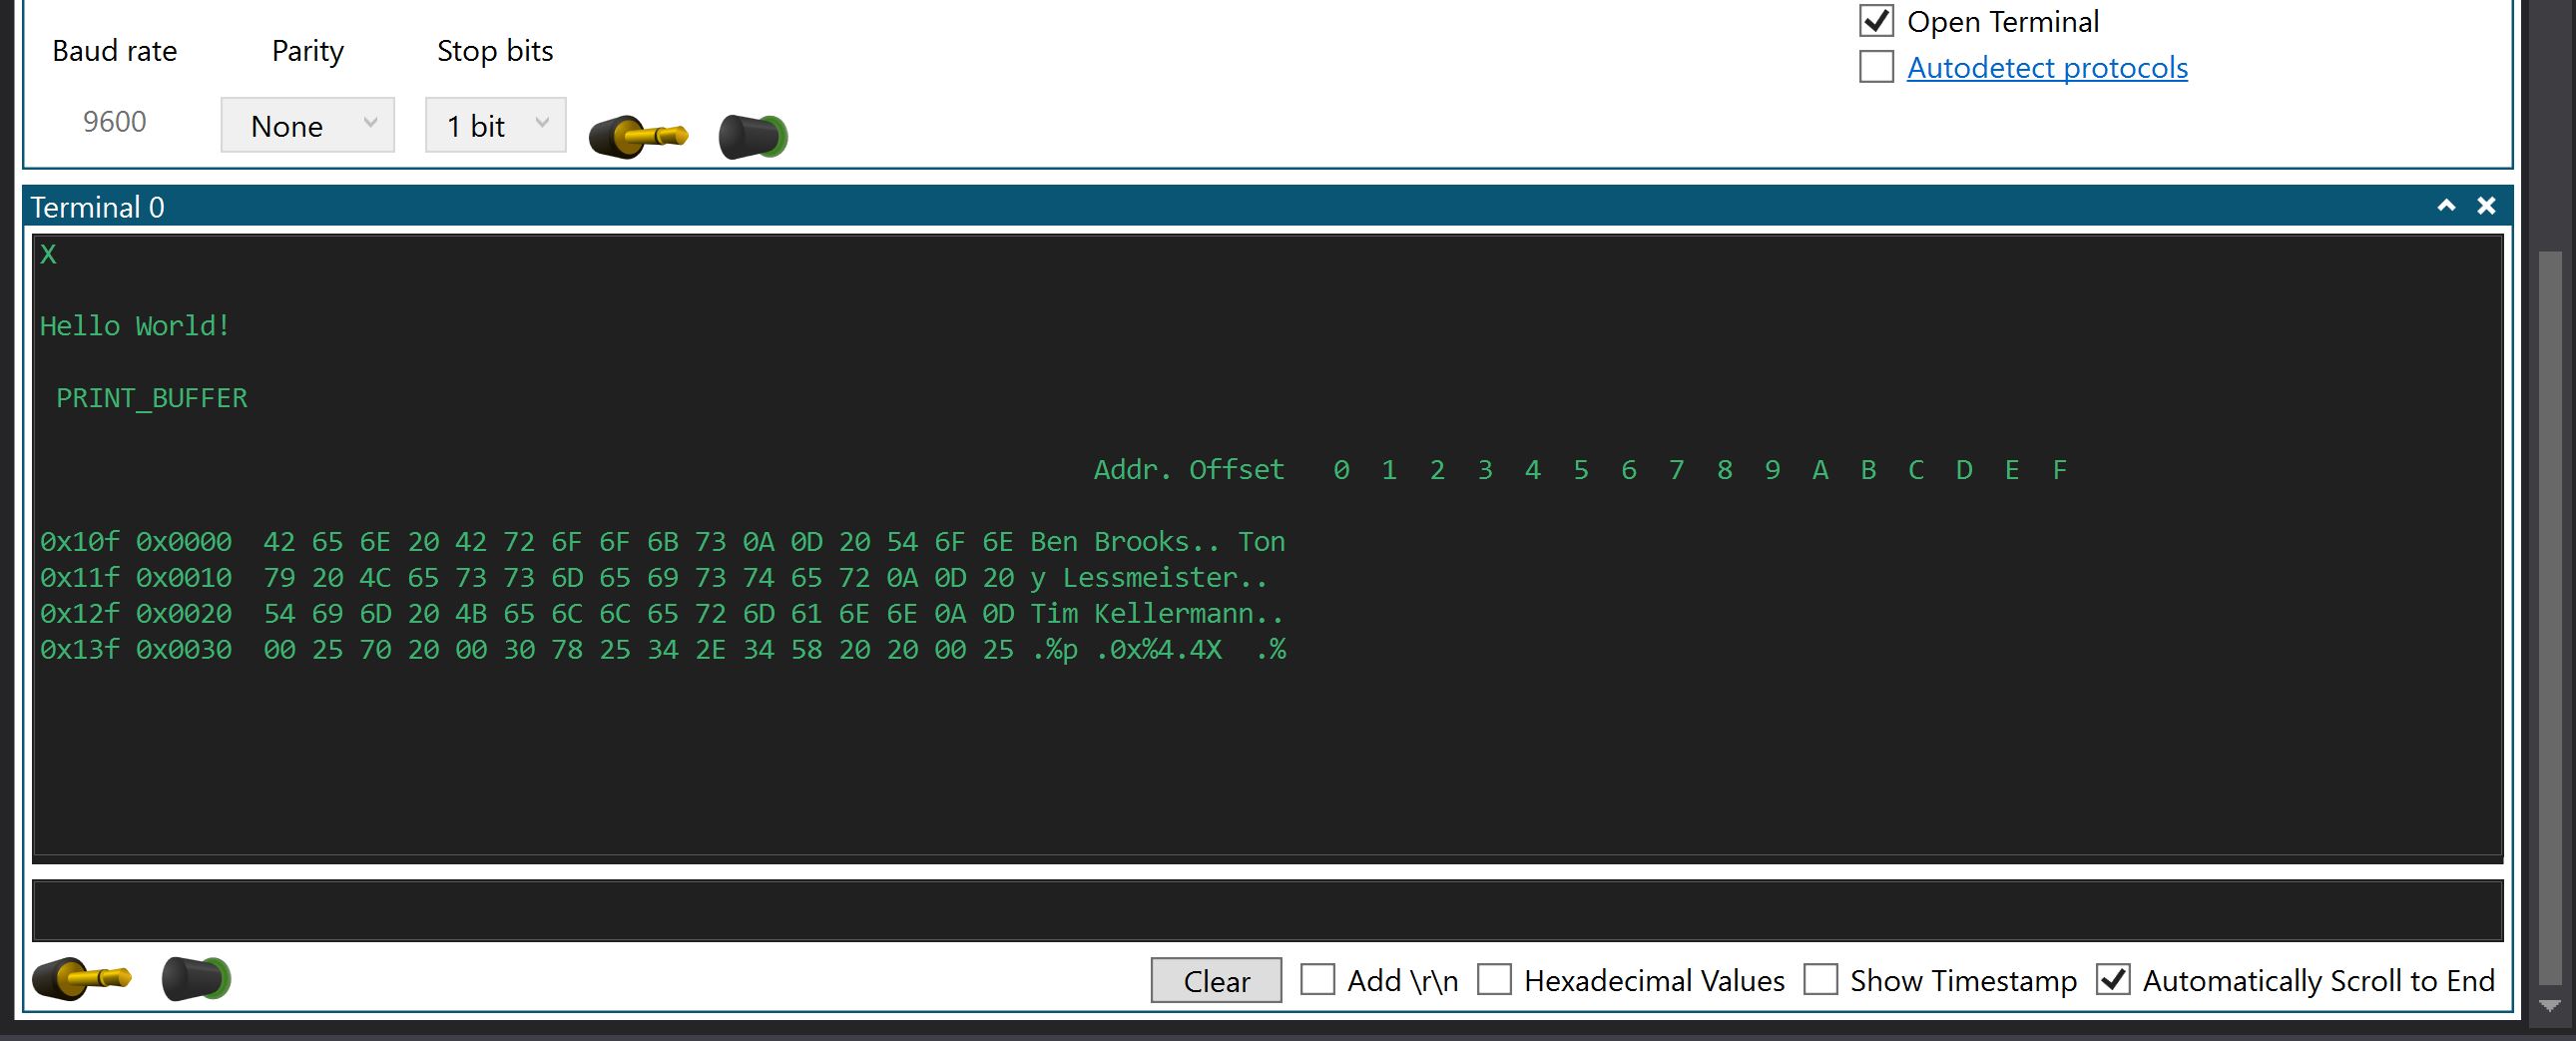 Open Terminal
Baud rate Parity Stop bits
Autodetect protocols
9600 None 1 bit
Terminal 0
X
Hello World!
PRINT_BUFFER
Addr. Offset 0 1 2 3 4 5 6 7 8 9 A B C D E F
0x10f 0x0000 42 65 6E 20 42 72 6F 6F 6B 73 0A 0D 20 54 6F 6E Ben Brooks.. Ton
0x11f 0x0010 79 20 4C 65 73 73 6D 65 69 73 74 65 72 0A 0D 20 y Lessmeister..
0x12f 0x0020 54 69 6D 20 4B 65 6C 6C 65 72 6D 61 6E 6E 0A 0D Tim Kellermann..
0x13f 0x0030 00 25 70 20 00 30 78 25 34 2E 34 58 20 20 00 25 .%p .0x%4.4X  .%
Clear Add \r\n Hexadecimal Values Show Timestamp Automatically Scroll to End